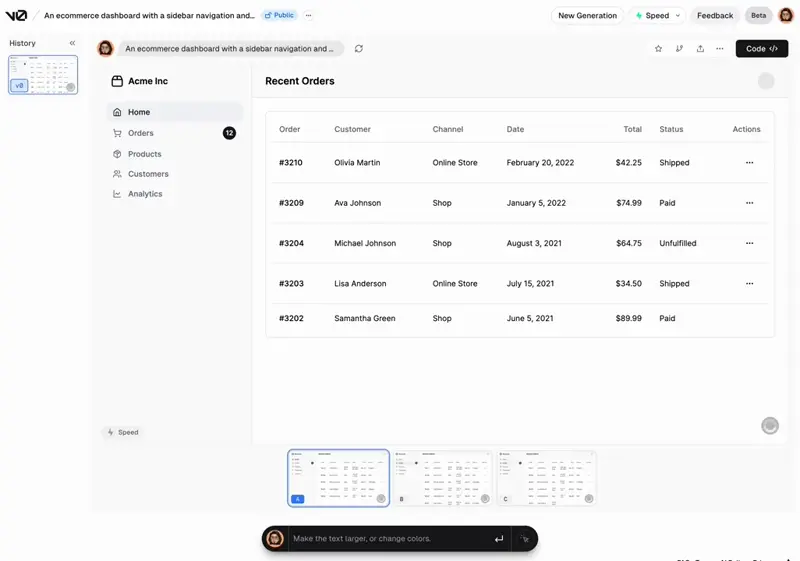 v0 / An ecommerce dashboard with a sidebar navigation and... Public ...
New Generation Speed Feedback Beta
History
v0
An ecommerce dashboard with a sidebar navigation and ...
Code </>
Acme Inc
Home
Orders 12
Products
Customers
Analytics
Speed
Recent Orders
Order Customer Channel Date Total Status Actions
#3210 Olivia Martin Online Store February 20, 2022 $42.25 Shipped ...
#3209 Ava Johnson Shop January 5, 2022 $74.99 Paid ...
#3204 Michael Johnson Shop August 3, 2021 $64.75 Unfulfilled ...
#3203 Lisa Anderson Online Store July 15, 2021 $34.50 Shipped ...
#3202 Samantha Green Shop June 5, 2021 $89.99 Paid
A
B
C
Make the text larger, or change colors.